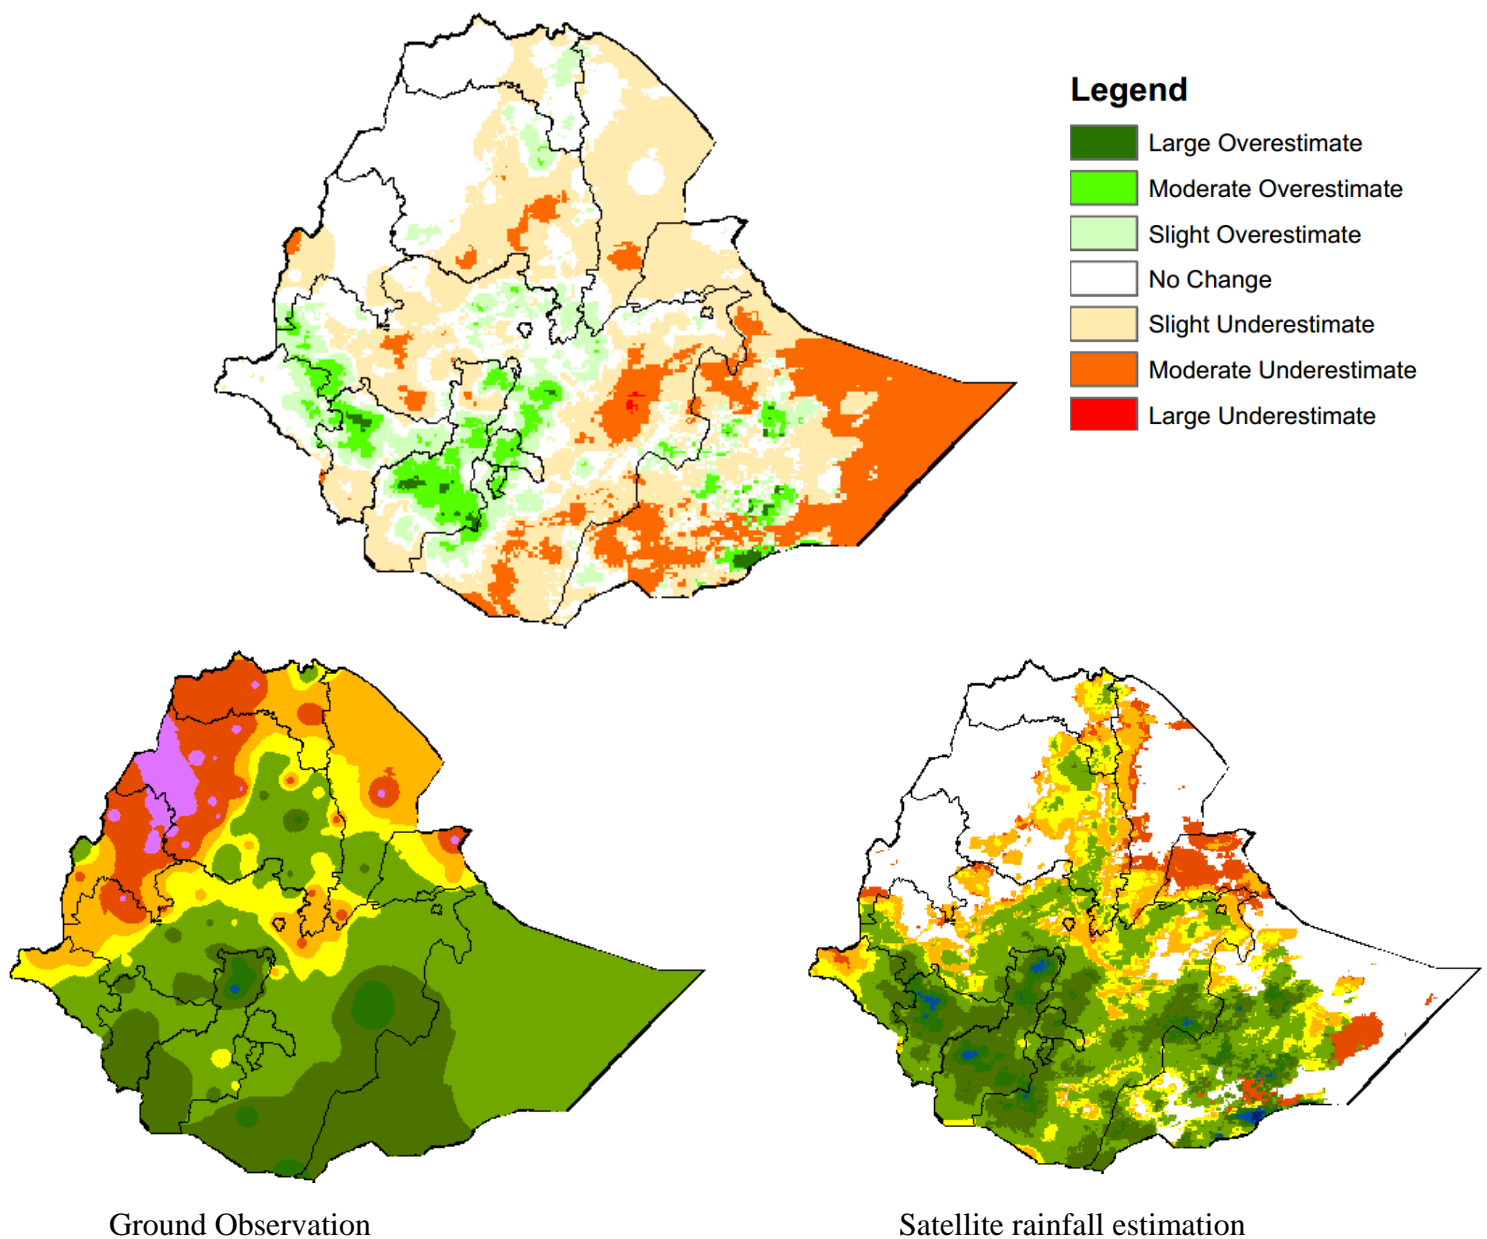 Legend
Large Overestimate
Moderate Overestimate
Slight Overestimate
No Change
Slight Underestimate
Moderate Underestimate
Large Underestimate
Ground Observation
Satellite rainfall estimation